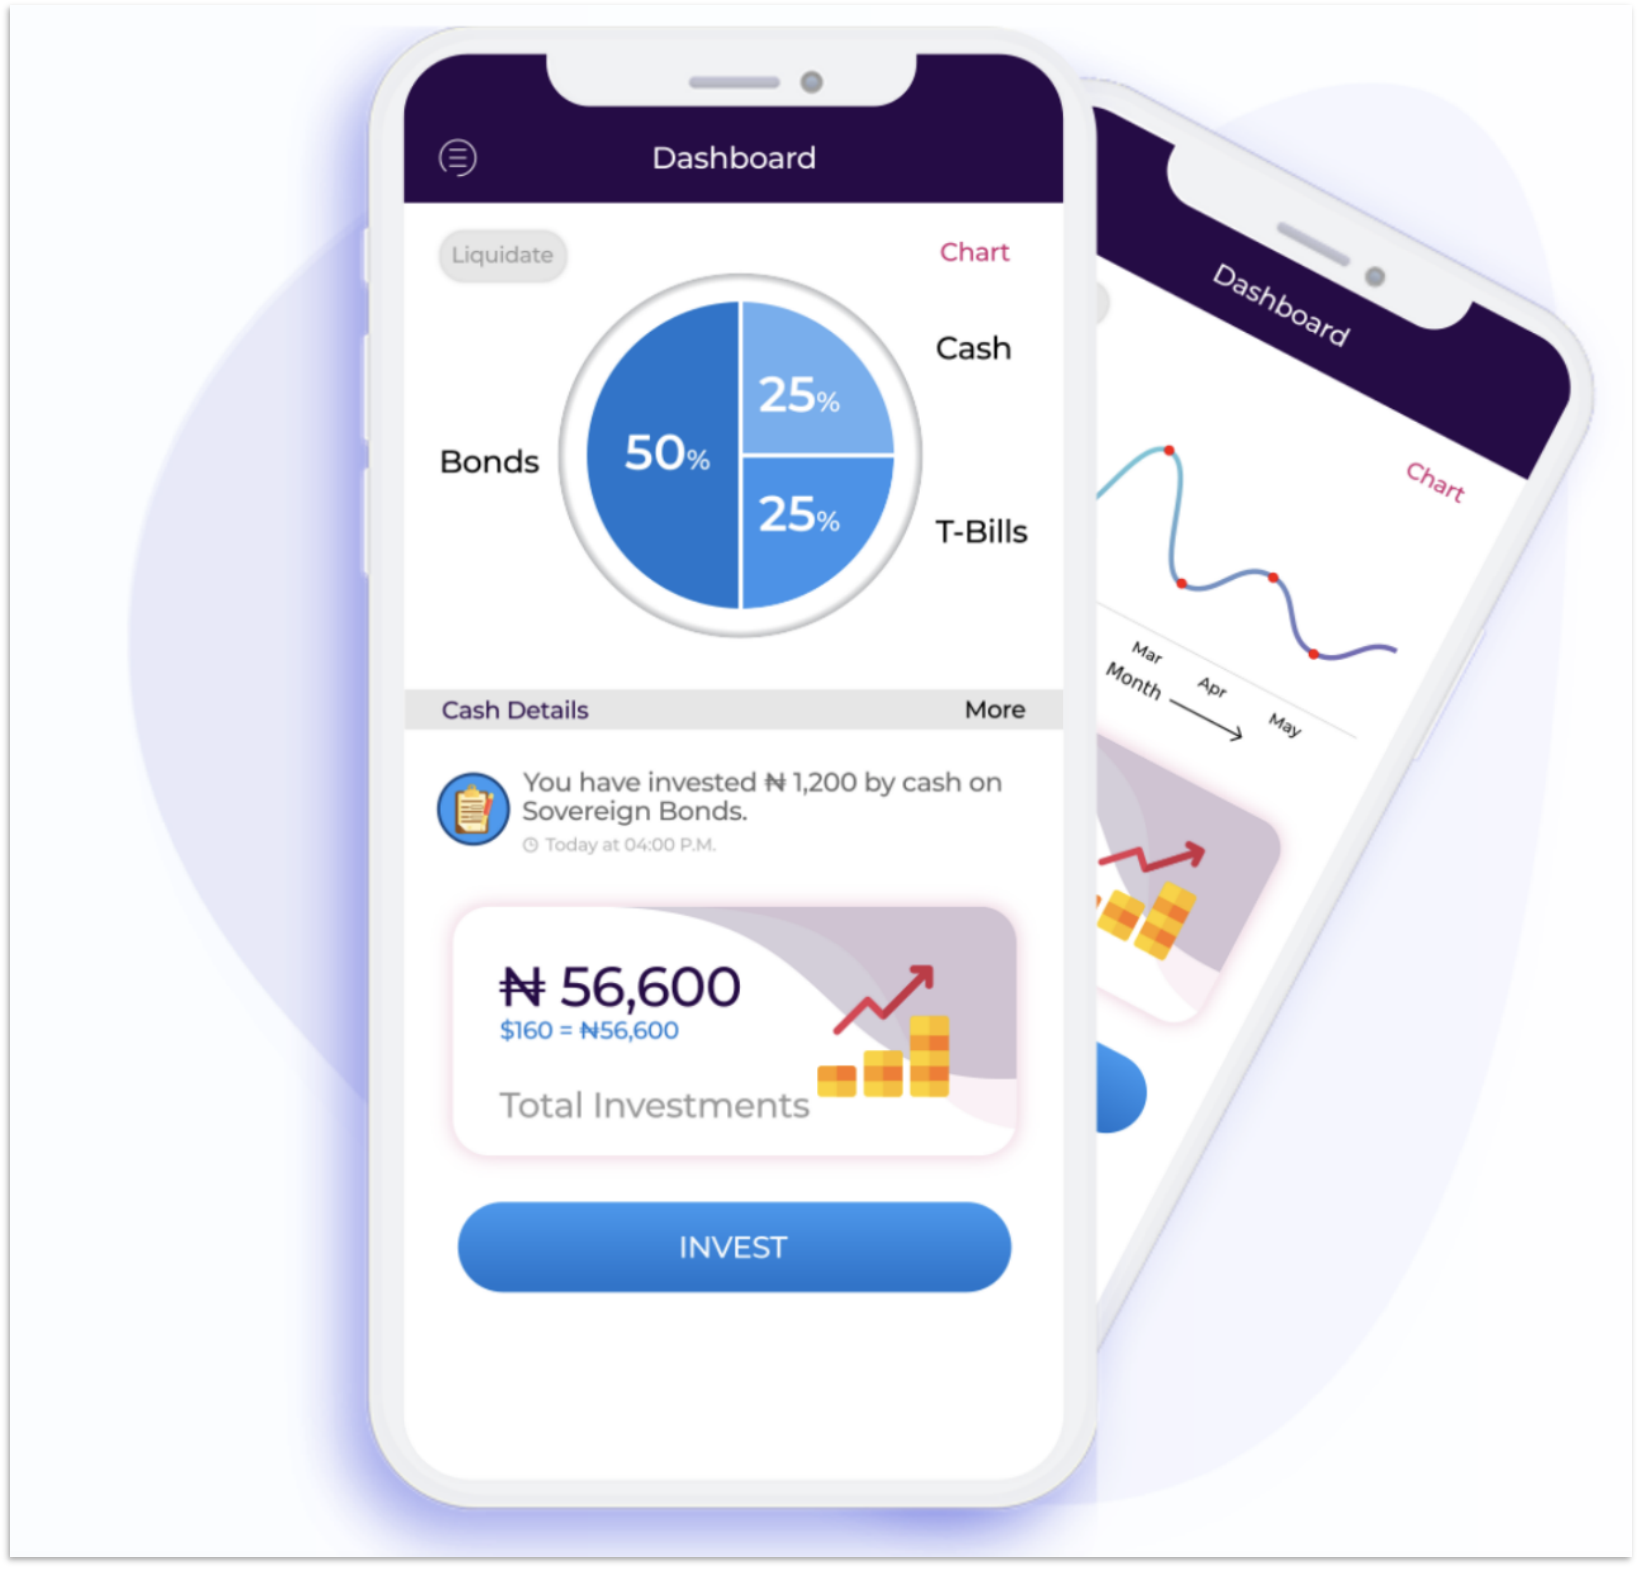 Dashboard
Liquidate
Chart
Cash
25%
50%
Bonds
25%
T-Bills
Cash Details
More
You have invested ₦ 1,200 by cash on
Sovereign Bonds.
Today at 04:00 P.M.
₦ 56,600
$160 = ₦56,600
Total Investments
INVEST
Dashboard
Chart
Mar
Apr
May
Month